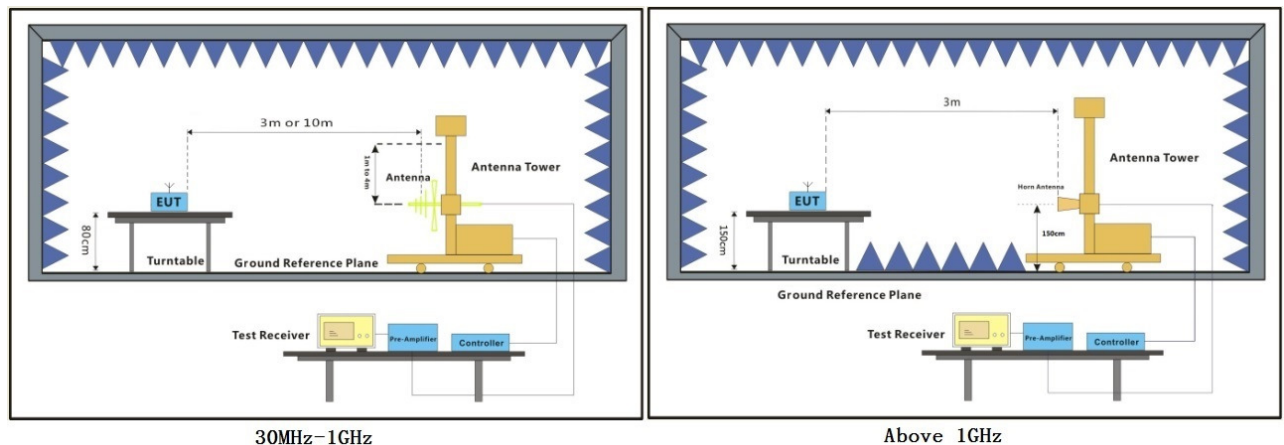 3m or 10m
1m to 4m
Antenna
Antenna Tower
EUT
80cm
Turntable
Ground Reference Plane
Test Receiver
Pre-Amplifier
Controller
30MHz-1GHz
3m
Antenna Tower
Horn Antenna
EUT
150cm
150cm
Turntable
Ground Reference Plane
Test Receiver
Pre-Amplifier
Controller
Above 1GHz